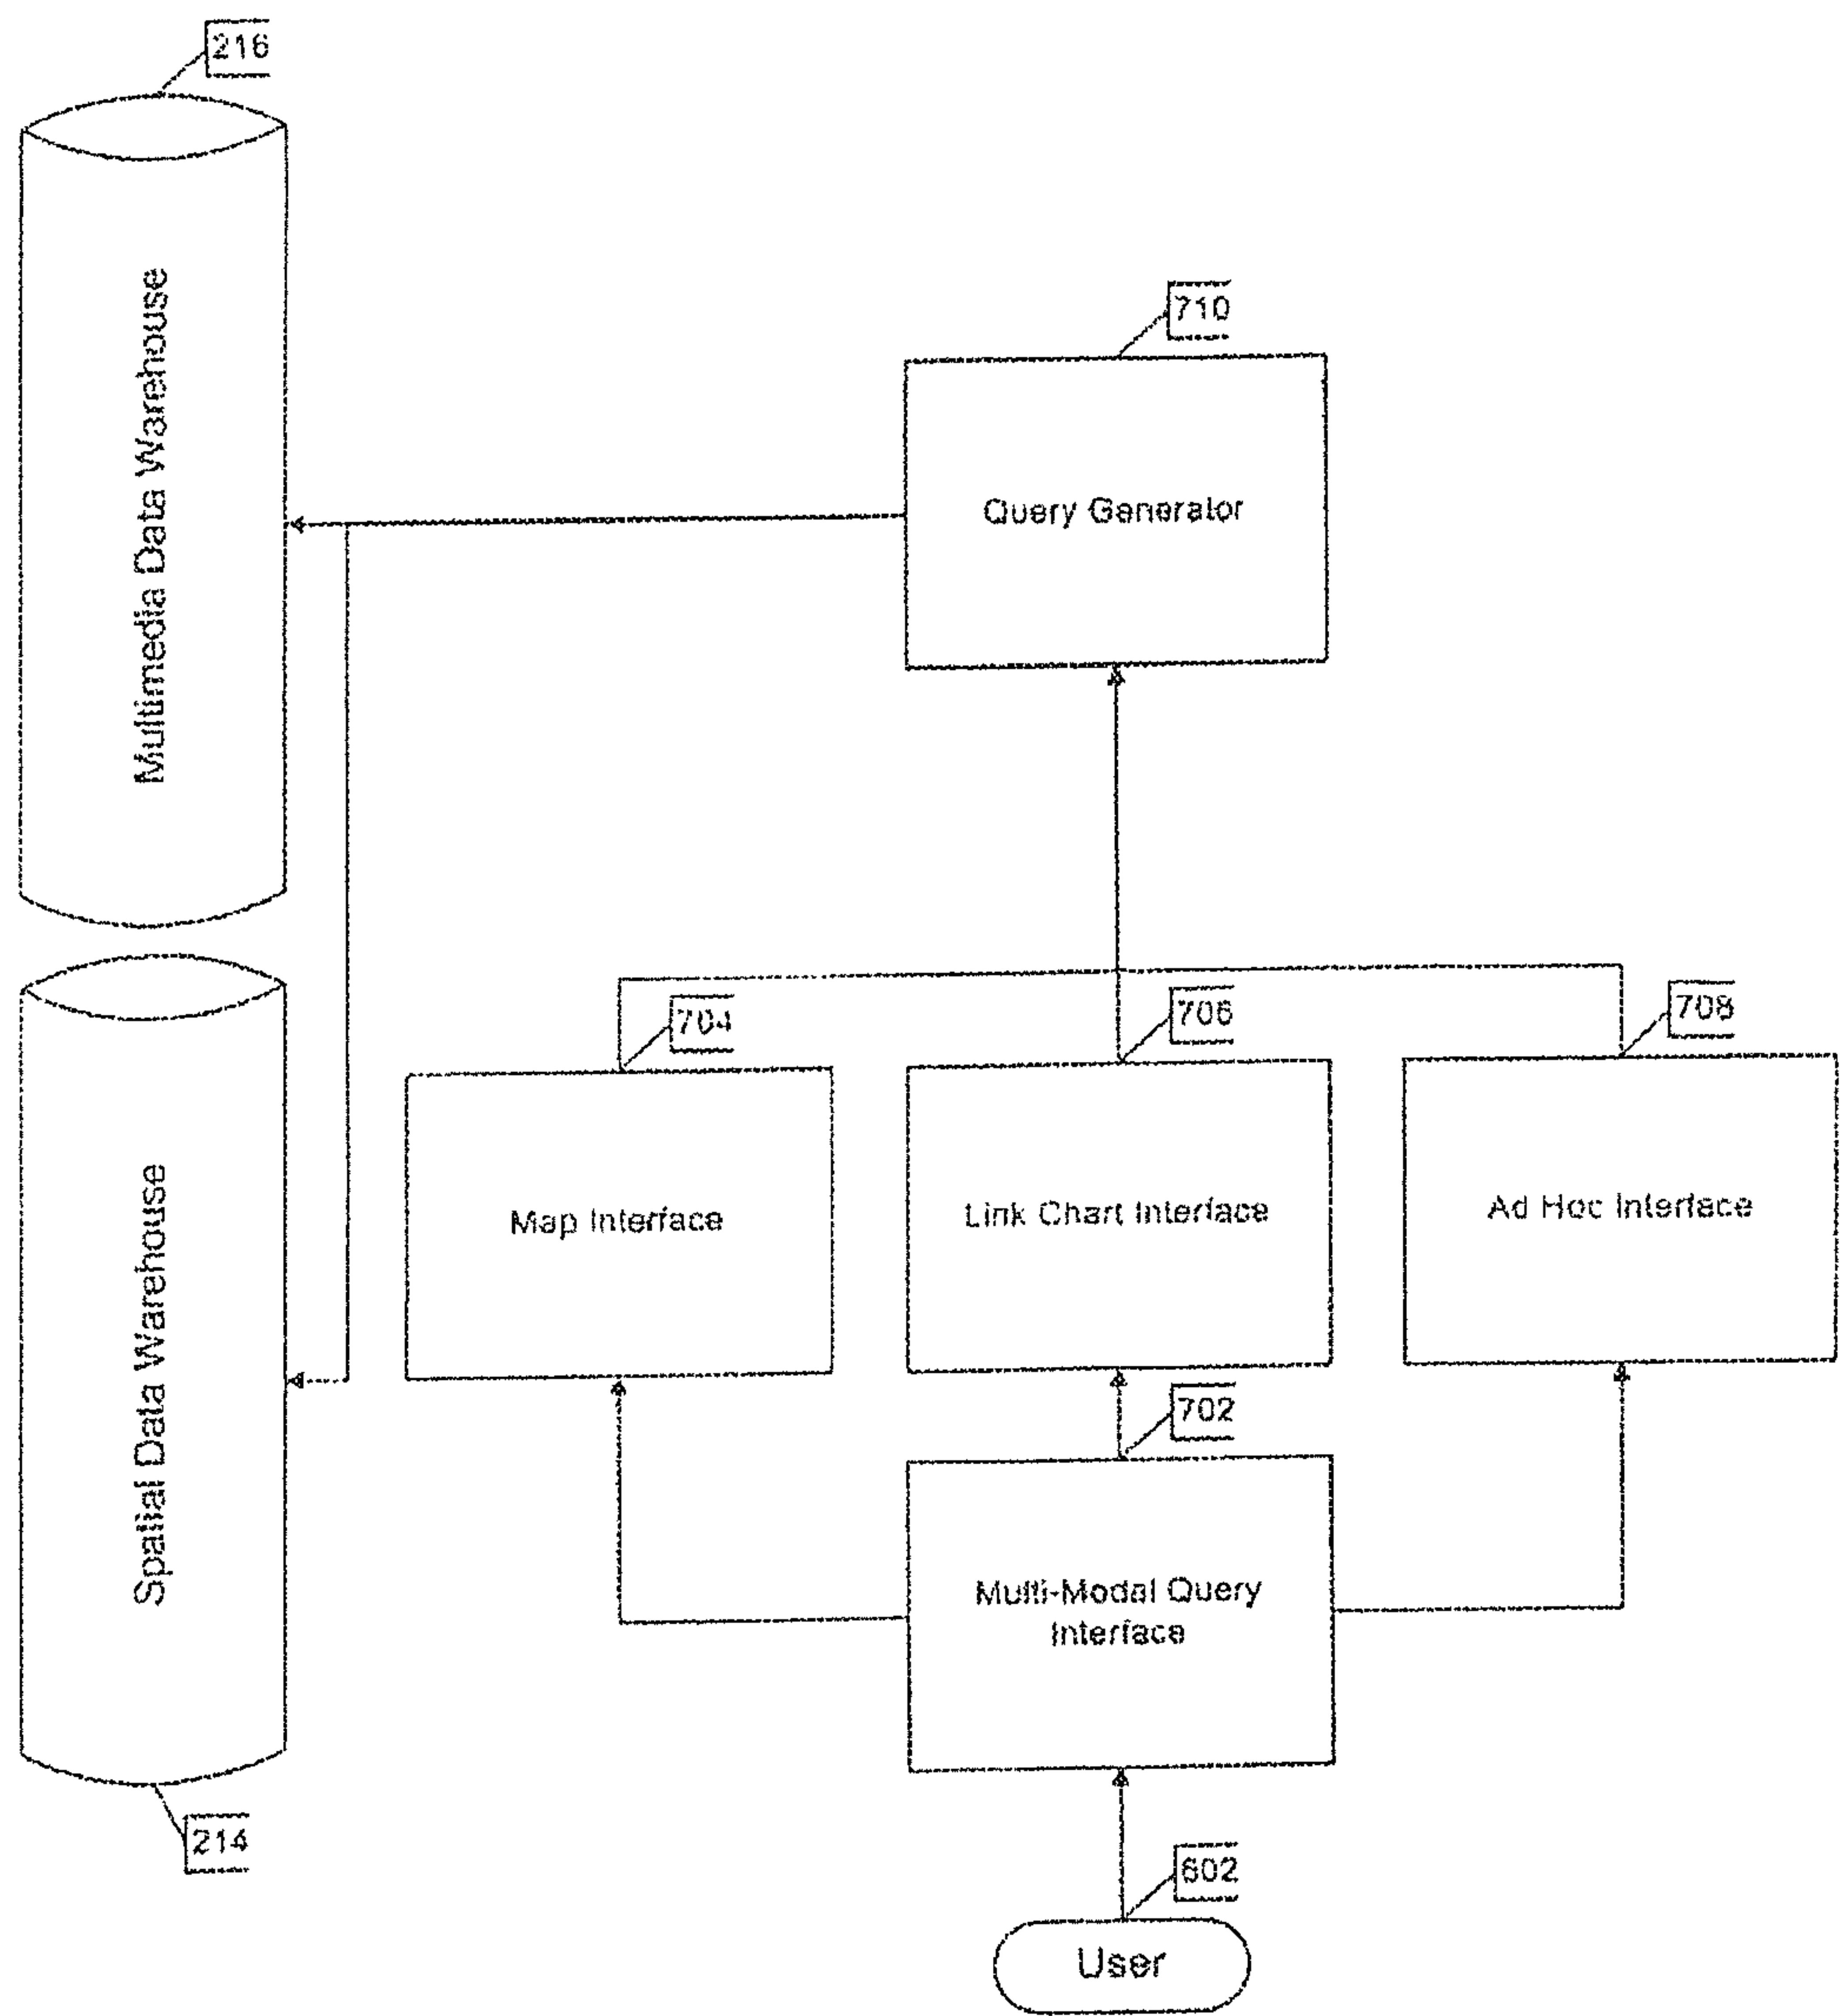 216
Multimedia Data Warehouse
710
Query Generator
704
706
708
Map Interface
Link Chart Interface
Ad Hoc Interface
Spatial Data Warehouse
702
Multi-Modal Query
Interface
214
602
User